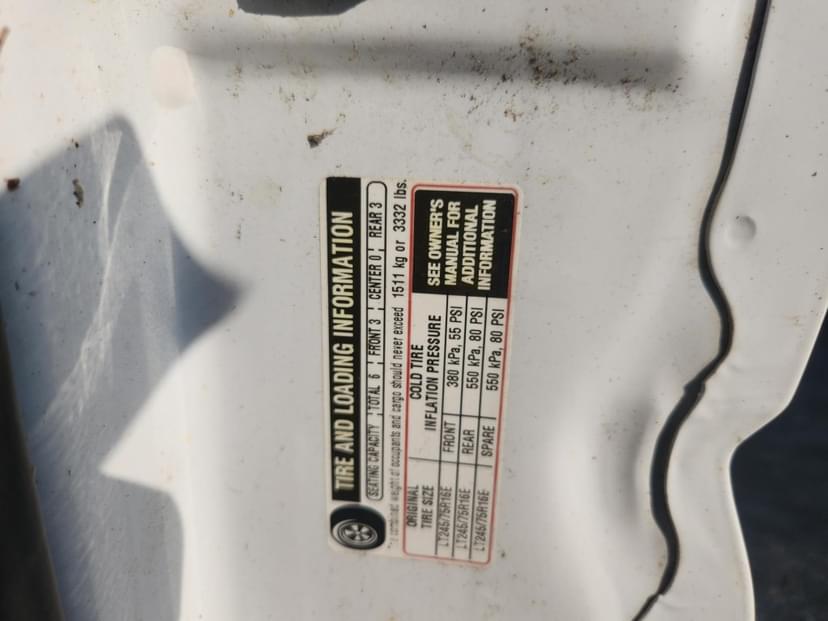 TIRE AND LOADING INFORMATION
SEATING CAPACITY TOTAL 6 FRONT 3 CENTER 0 REAR 3
The combined weight of occupants and cargo should never exceed 1511 kg or 3332 lbs.
ORIGINAL TIRE SIZE COLD TIRE INFLATION PRESSURE
LT245/75R16E FRONT 380 kPa, 55 PSI
LT245/75R16E REAR 550 kPa, 80 PSI
LT245/75R16E SPARE 550 kPa, 80 PSI
SEE OWNER'S
MANUAL FOR
ADDITIONAL
INFORMATION